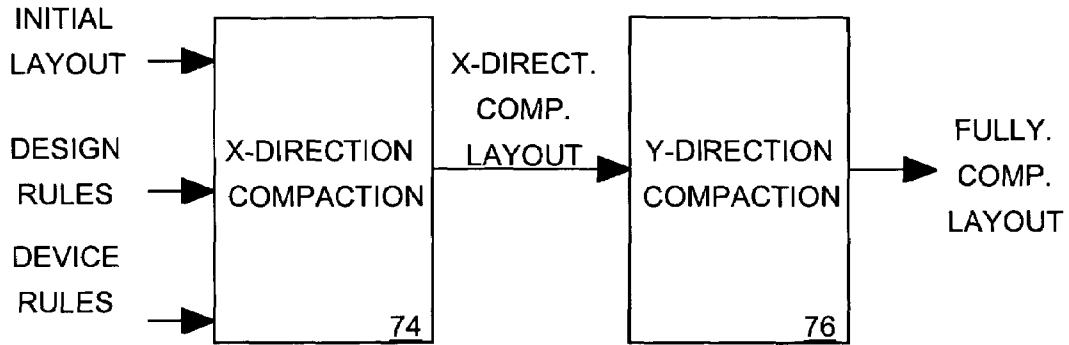 INITIAL
LAYOUT
DESIGN
RULES
DEVICE
RULES
X-DIRECTION
COMPACTION
74
X-DIRECT.
COMP.
LAYOUT
Y-DIRECTION
COMPACTION
76
FULLY.
COMP.
LAYOUT